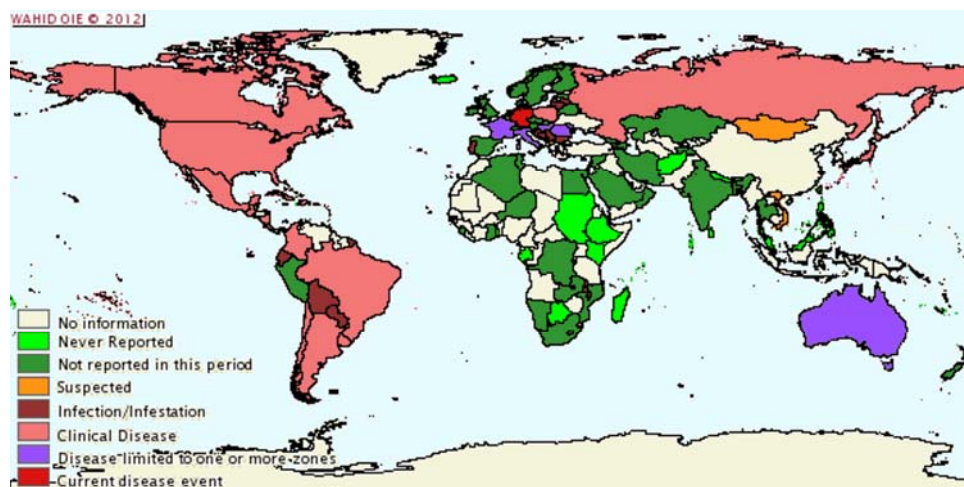 WAHID OIE © 2012
No information
Never Reported
Not reported in this period
Suspected
Infection/Infestation
Clinical Disease
Disease limited to one or more zones
Current disease event